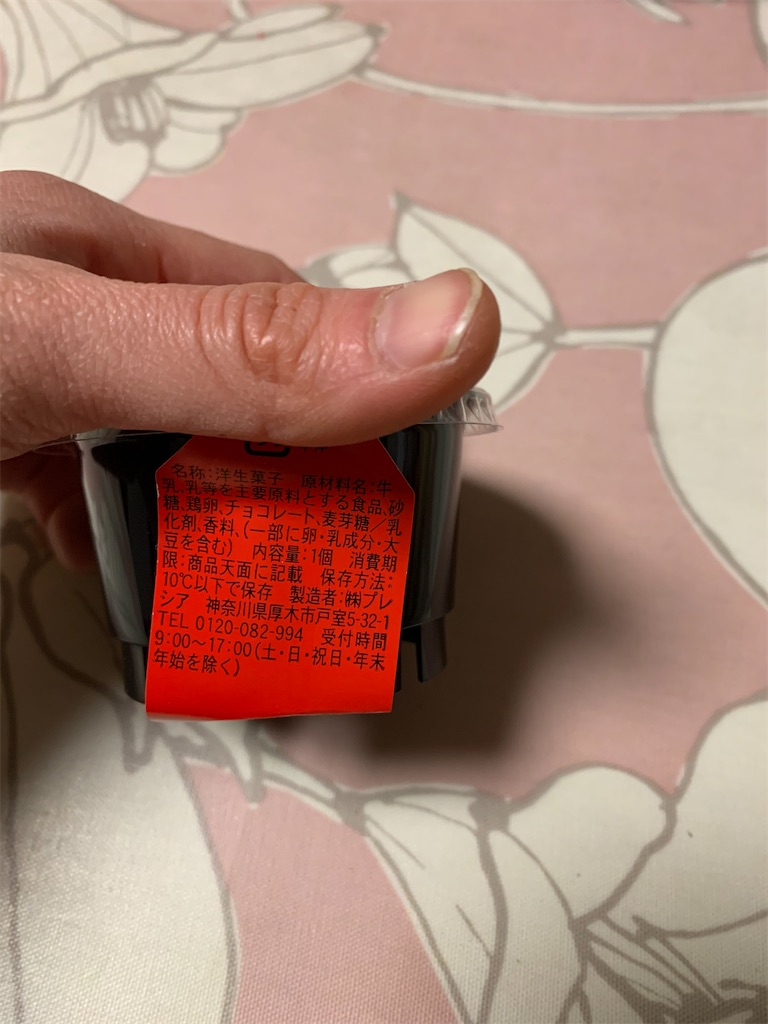 名称:洋生菓子 原材料名:牛
乳、乳等を主要原料とする食品、砂
糖、鶏卵、チョコレート、麦芽糖／乳
化剤、香料、(一部に卵・乳成分・大
豆を含む) 内容量:1個 消費期
限:商品天面に記載 保存方法:
10℃以下で保存 製造者:㈱プレ
シア 神奈川県厚木市戸室5-32-1
TEL 0120-082-994 受付時間
9:00〜17:00(土・日・祝日・年末
年始を除く)